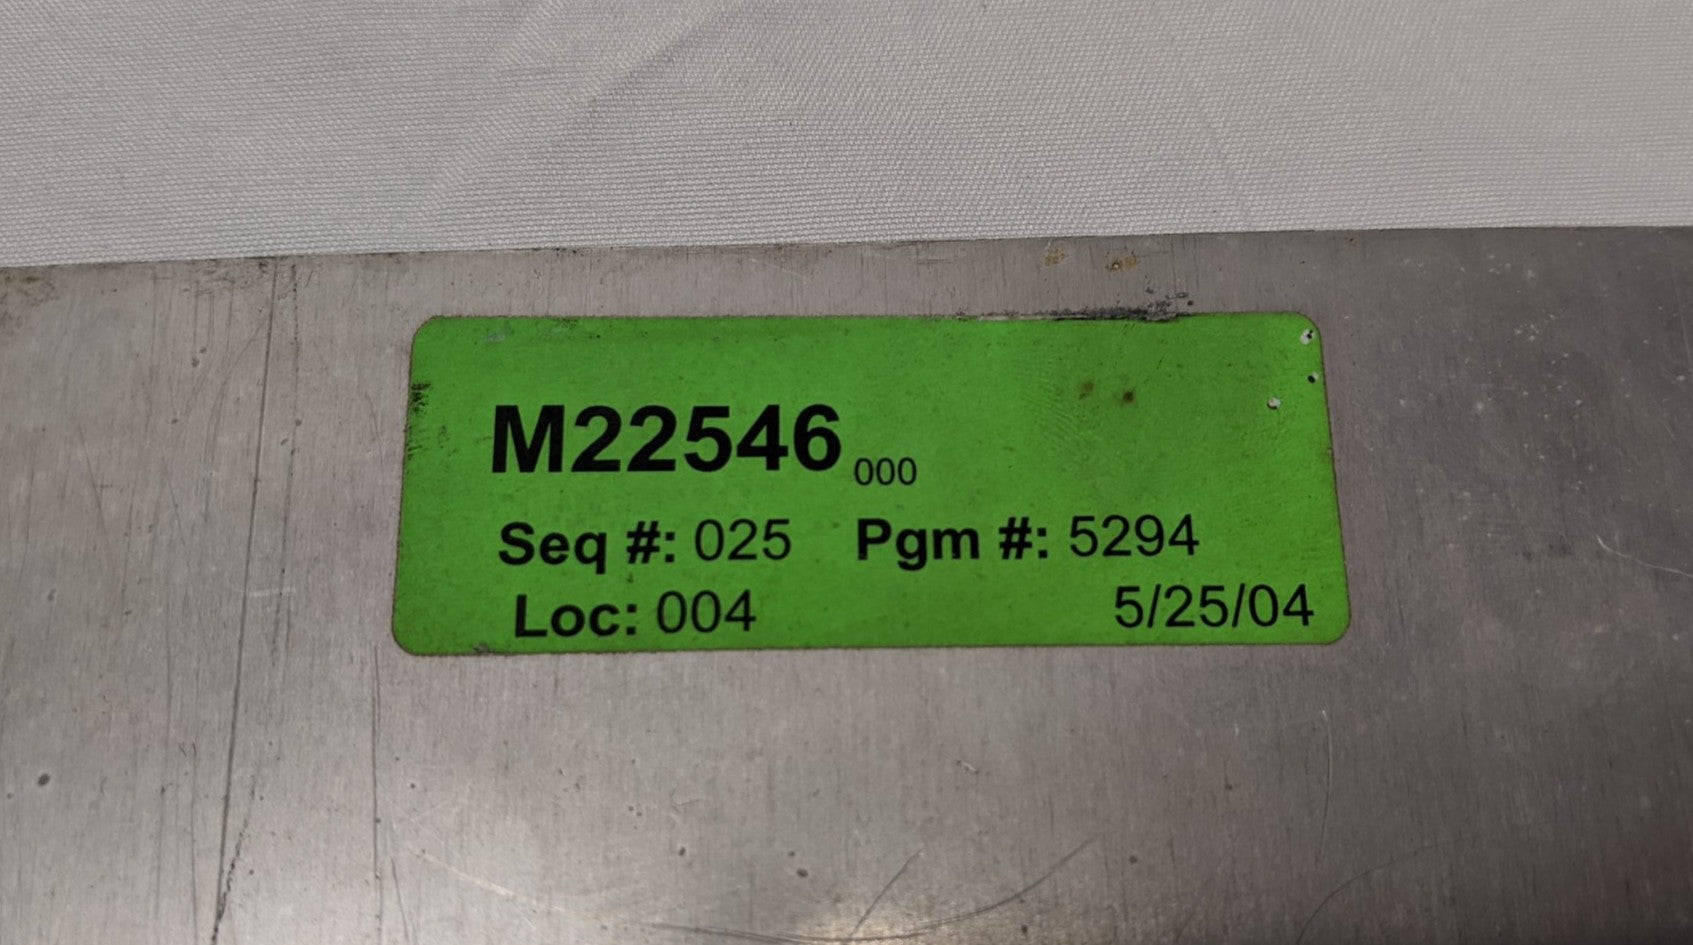 M22546 000
Seq #: 025 Pgm #: 5294
Loc: 004 5/25/04